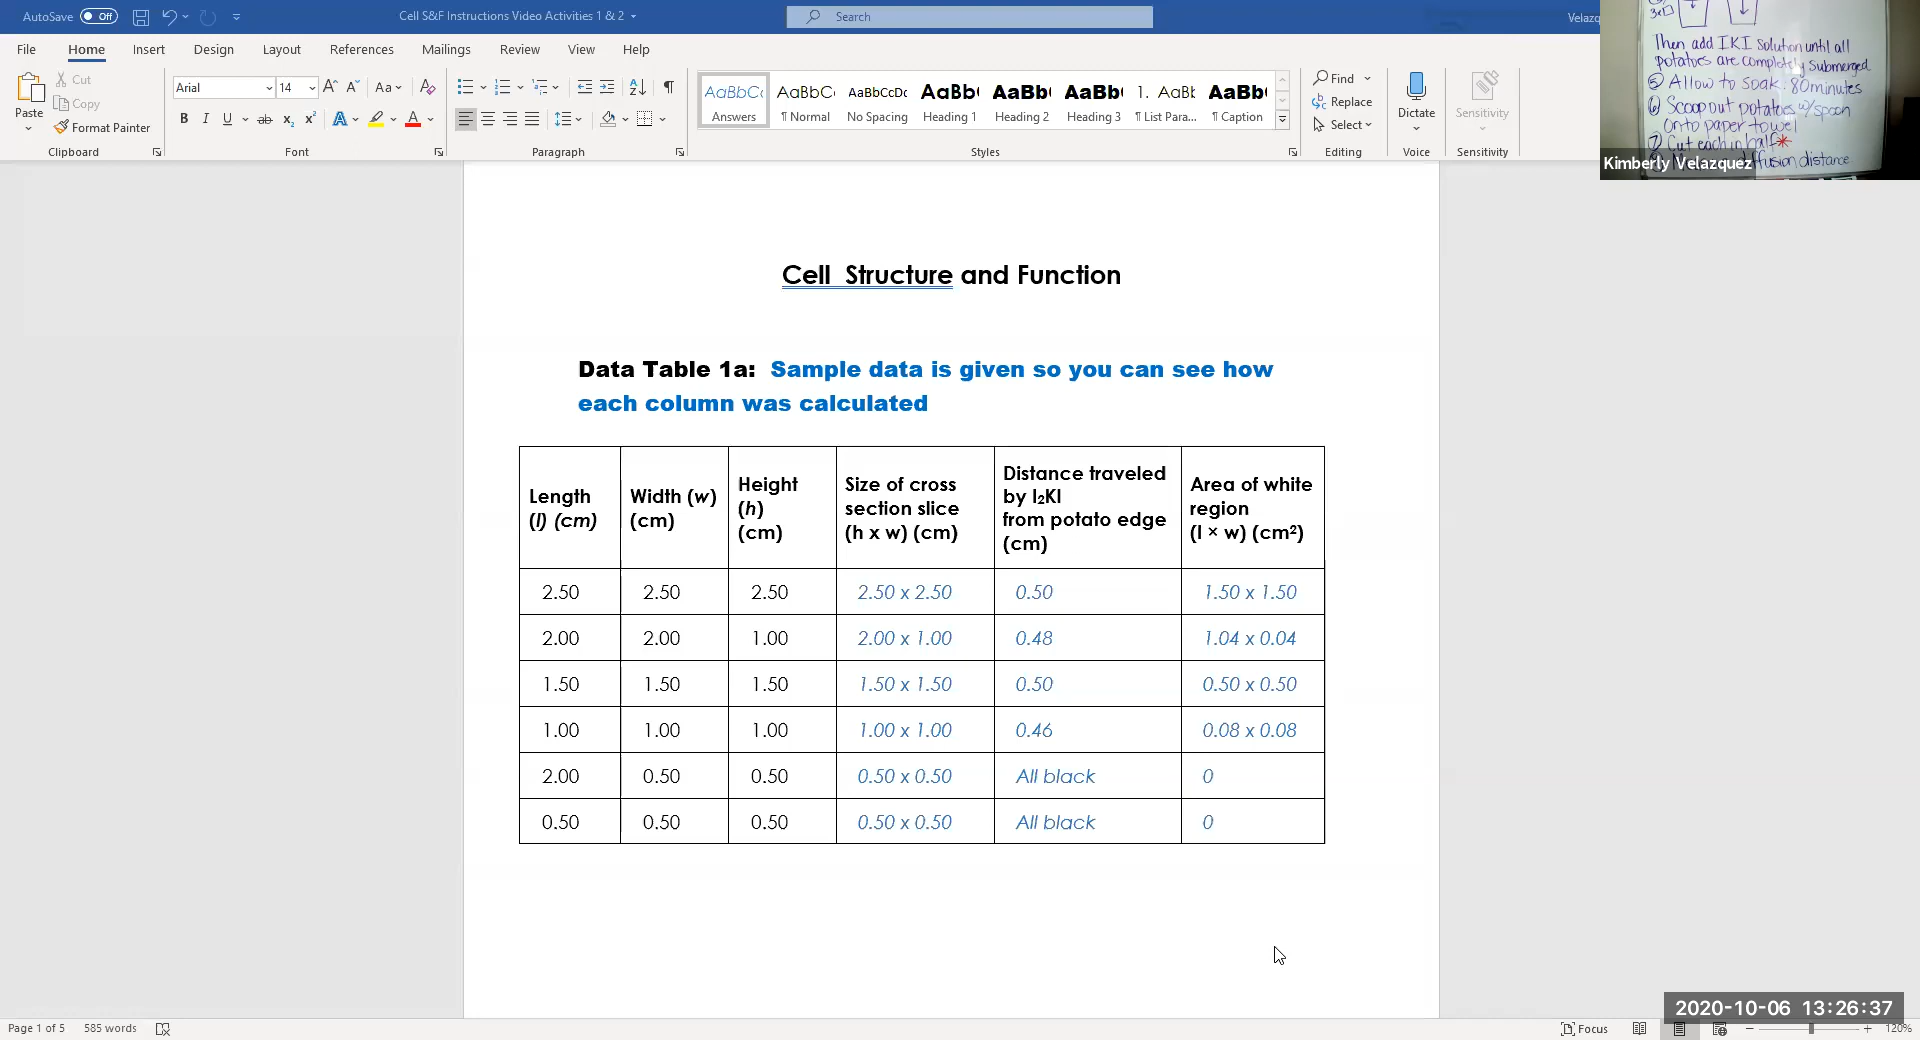 AutoSave Off
Cell S&F Instructions Video Activities 1 & 2
Search
Velazq
File Home Insert Design Layout References Mailings Review View Help
Paste
Cut
Copy
Format Painter
Clipboard
Arial 14
Font
Paragraph
AaBbCc AaBbC AaBbCcDc AaBb AaBb AaBb 1. AaBb AaBb
Answers ¶ Normal No Spacing Heading 1 Heading 2 Heading 3 ¶ List Para... ¶ Caption
Styles
Find
Replace
Select
Editing
Dictate
Voice
Sensitivity
Sensitivity
Then add IKI Solution until all
potatoes are completely submerged
⑤ Allow to soak: 80 minutes
⑥ Scoop out potatoes w/spoon
onto paper towel
⑦ Cut each in half*
ffusion distance
Kimberly Velazquez
Cell Structure and Function
Data Table 1a: Sample data is given so you can see how
each column was calculated
Length (l) (cm) Width (w) (cm) Height (h) (cm) Size of cross section slice (h x w) (cm) Distance traveled by I₂KI from potato edge (cm) Area of white region (l × w) (cm²)
2.50 2.50 2.50 2.50 x 2.50 0.50 1.50 x 1.50
2.00 2.00 1.00 2.00 x 1.00 0.48 1.04 x 0.04
1.50 1.50 1.50 1.50 x 1.50 0.50 0.50 x 0.50
1.00 1.00 1.00 1.00 x 1.00 0.46 0.08 x 0.08
2.00 0.50 0.50 0.50 x 0.50 All black 0
0.50 0.50 0.50 0.50 x 0.50 All black 0
2020-10-06 13:26:37
Page 1 of 5 585 words
Focus
120%